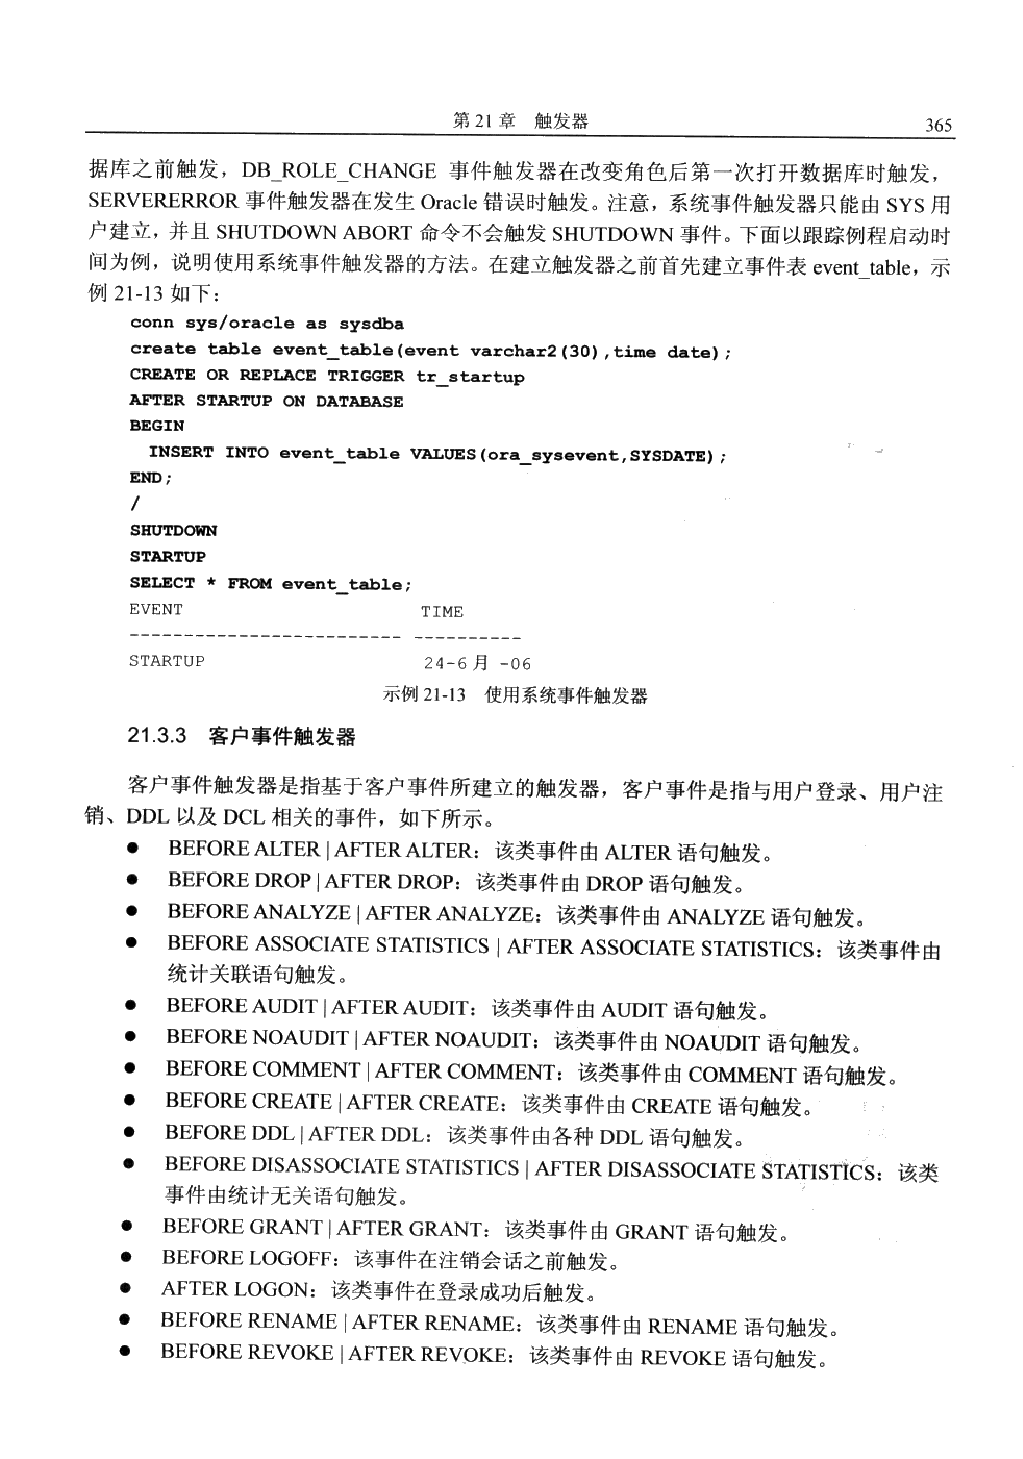 第 21 章　触发器
365
据库之前触发，DB_ROLE_CHANGE 事件触发器在改变角色后第一次打开数据库时触发，
SERVERERROR 事件触发器在发生 Oracle 错误时触发。注意，系统事件触发器只能由 SYS 用
户建立，并且 SHUTDOWN ABORT 命令不会触发 SHUTDOWN 事件。下面以跟踪例程启动时
间为例，说明使用系统事件触发器的方法。在建立触发器之前首先建立事件表 event_table，示
例 21-13 如下：
conn sys/oracle as sysdba
create table event_table(event varchar2(30),time date);
CREATE OR REPLACE TRIGGER tr_startup
AFTER STARTUP ON DATABASE
BEGIN
  INSERT INTO event_table VALUES(ora_sysevent,SYSDATE);
END;
/
SHUTDOWN
STARTUP
SELECT * FROM event_table;
EVENT                    TIME
------------------------- ----------
STARTUP                  24-6月 -06
示例 21-13　使用系统事件触发器
21.3.3　客户事件触发器
客户事件触发器是指基于客户事件所建立的触发器，客户事件是指与用户登录、用户注
销、DDL 以及 DCL 相关的事件，如下所示。
● BEFORE ALTER | AFTER ALTER：该类事件由 ALTER 语句触发。
● BEFORE DROP | AFTER DROP：该类事件由 DROP 语句触发。
● BEFORE ANALYZE | AFTER ANALYZE：该类事件由 ANALYZE 语句触发。
● BEFORE ASSOCIATE STATISTICS | AFTER ASSOCIATE STATISTICS：该类事件由
统计关联语句触发。
● BEFORE AUDIT | AFTER AUDIT：该类事件由 AUDIT 语句触发。
● BEFORE NOAUDIT | AFTER NOAUDIT：该类事件由 NOAUDIT 语句触发。
● BEFORE COMMENT | AFTER COMMENT：该类事件由 COMMENT 语句触发。
● BEFORE CREATE | AFTER CREATE：该类事件由 CREATE 语句触发。
● BEFORE DDL | AFTER DDL：该类事件由各种 DDL 语句触发。
● BEFORE DISASSOCIATE STATISTICS | AFTER DISASSOCIATE STATISTICS：该类
事件由统计无关语句触发。
● BEFORE GRANT | AFTER GRANT：该类事件由 GRANT 语句触发。
● BEFORE LOGOFF：该事件在注销会话之前触发。
● AFTER LOGON：该类事件在登录成功后触发。
● BEFORE RENAME | AFTER RENAME：该类事件由 RENAME 语句触发。
● BEFORE REVOKE | AFTER REVOKE：该类事件由 REVOKE 语句触发。